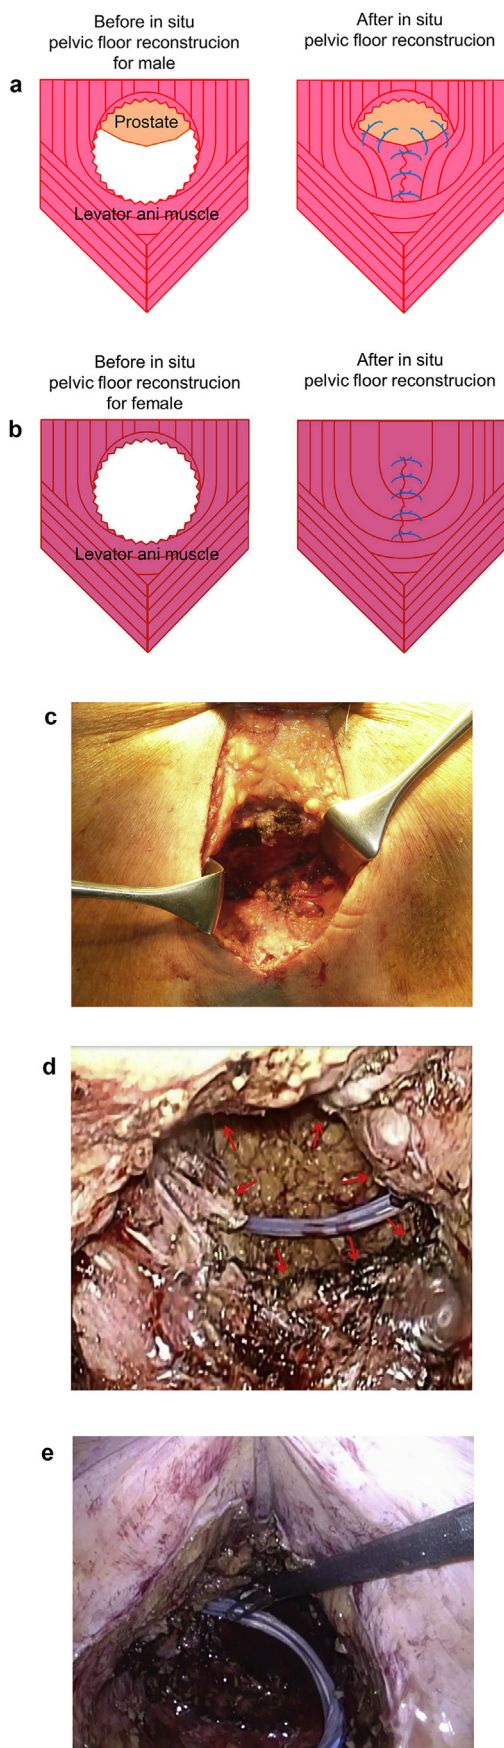 Before in situ
pelvic floor reconstrucion
for male
After in situ
pelvic floor reconstrucion
a
Prostate
Levator ani muscle
Before in situ
pelvic floor reconstrucion
for female
After in situ
pelvic floor reconstrucion
b
Levator ani muscle
c
d
e